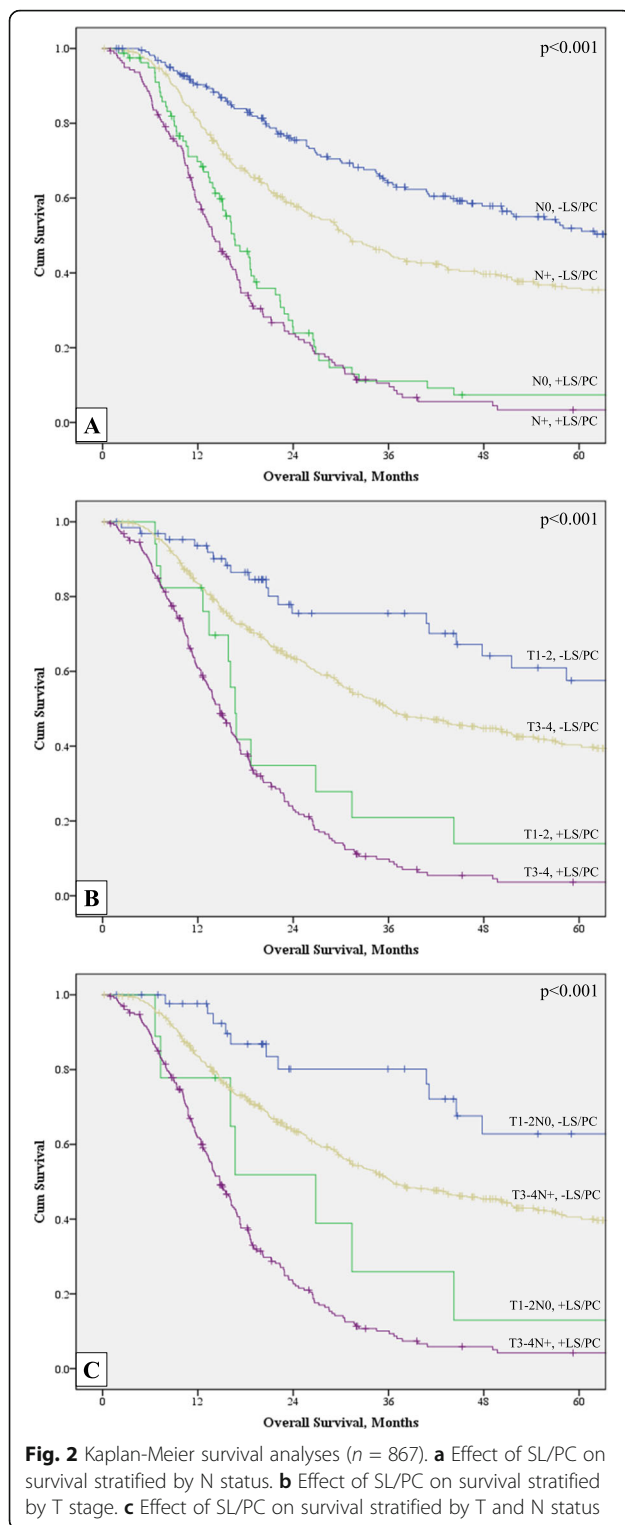 p<0.001
1.0
0.8
0.6
0.4
0.2
0.0
Cum Survival
N0, -LS/PC
N+, -LS/PC
N0, +LS/PC
N+, +LS/PC
A
0 12 24 36 48 60
Overall Survival, Months
p<0.001
1.0
0.8
0.6
0.4
0.2
0.0
Cum Survival
T1-2, -LS/PC
T3-4, -LS/PC
T1-2, +LS/PC
T3-4, +LS/PC
B
0 12 24 36 48 60
Overall Survival, Months
p<0.001
1.0
0.8
0.6
0.4
0.2
0.0
Cum Survival
T1-2N0, -LS/PC
T3-4N+, -LS/PC
T1-2N0, +LS/PC
T3-4N+, +LS/PC
C
0 12 24 36 48 60
Overall Survival, Months
Fig. 2 Kaplan-Meier survival analyses (n = 867). a Effect of SL/PC on
survival stratified by N status. b Effect of SL/PC on survival stratified
by T stage. c Effect of SL/PC on survival stratified by T and N status